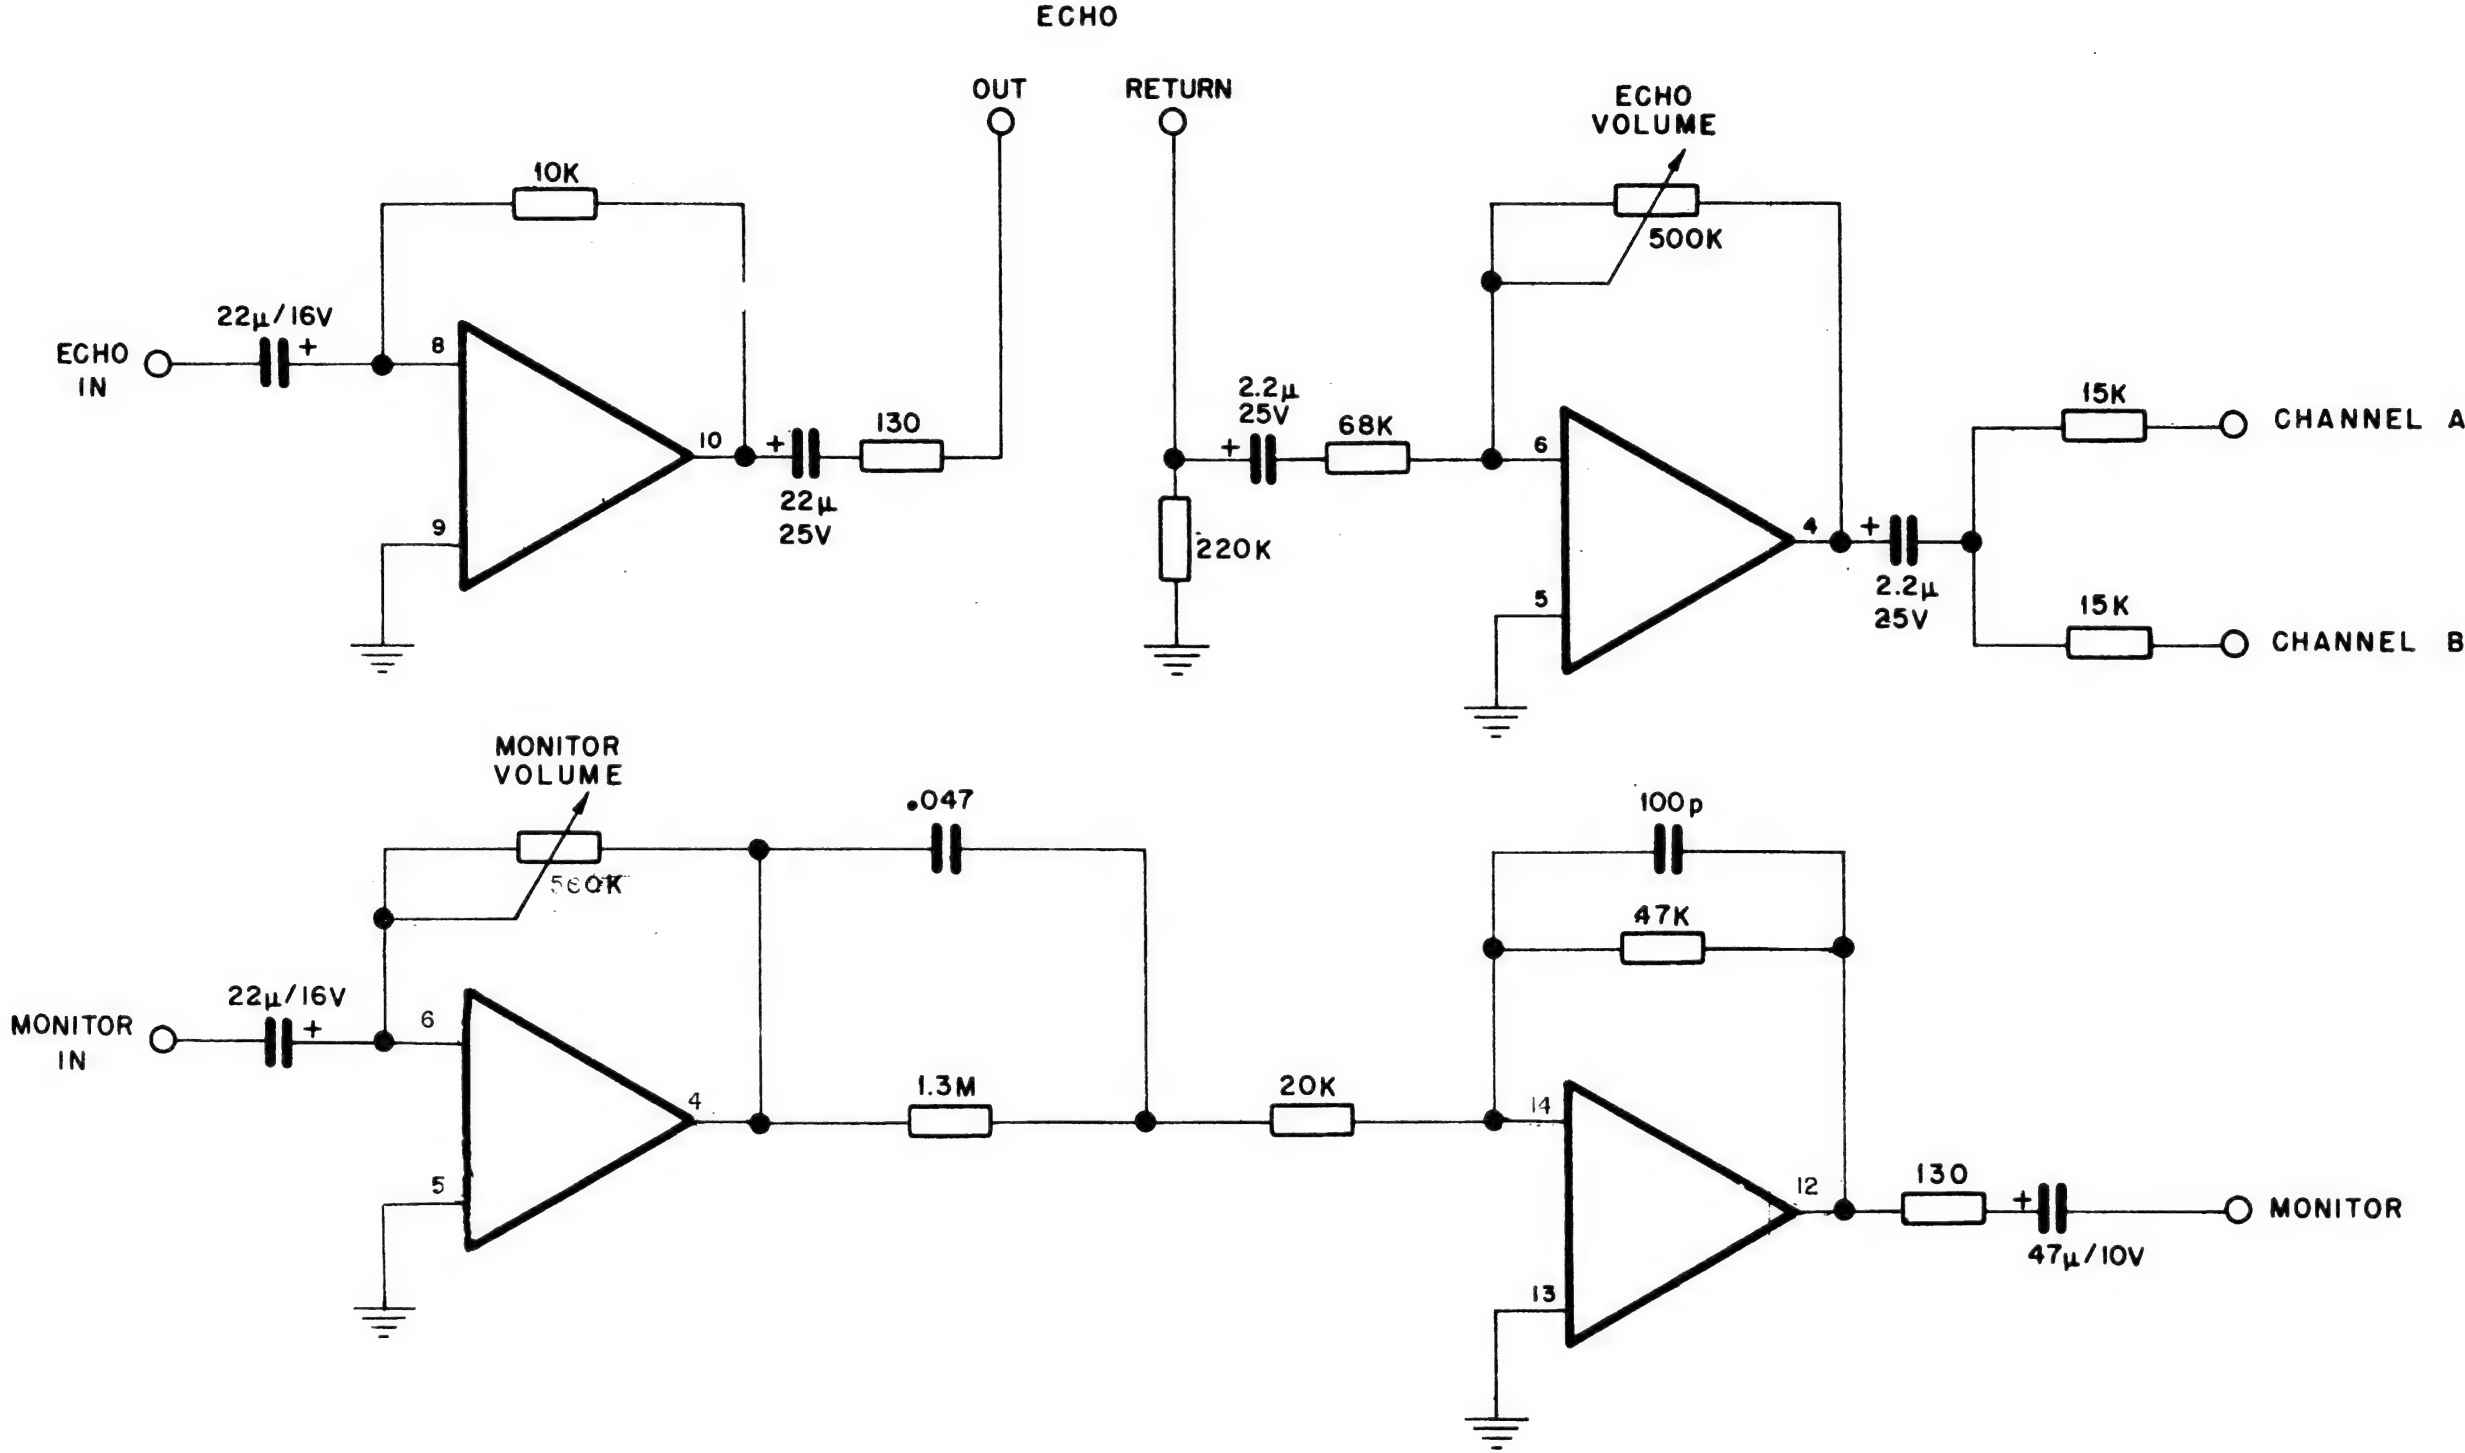 ECHO
OUT
RETURN
ECHO
VOLUME
10K
500K
22µ/16V
+
8
ECHO
IN
10
+
130
22µ
25V
9
2.2µ
25V
+
68K
6
220K
5
4
+
2.2µ
25V
15K
CHANNEL A
15K
CHANNEL B
MONITOR
VOLUME
.047
100p
47K
22µ/16V
+
6
MONITOR
IN
4
5
1.3M
20K
14
12
13
130
+
47µ/10V
MONITOR